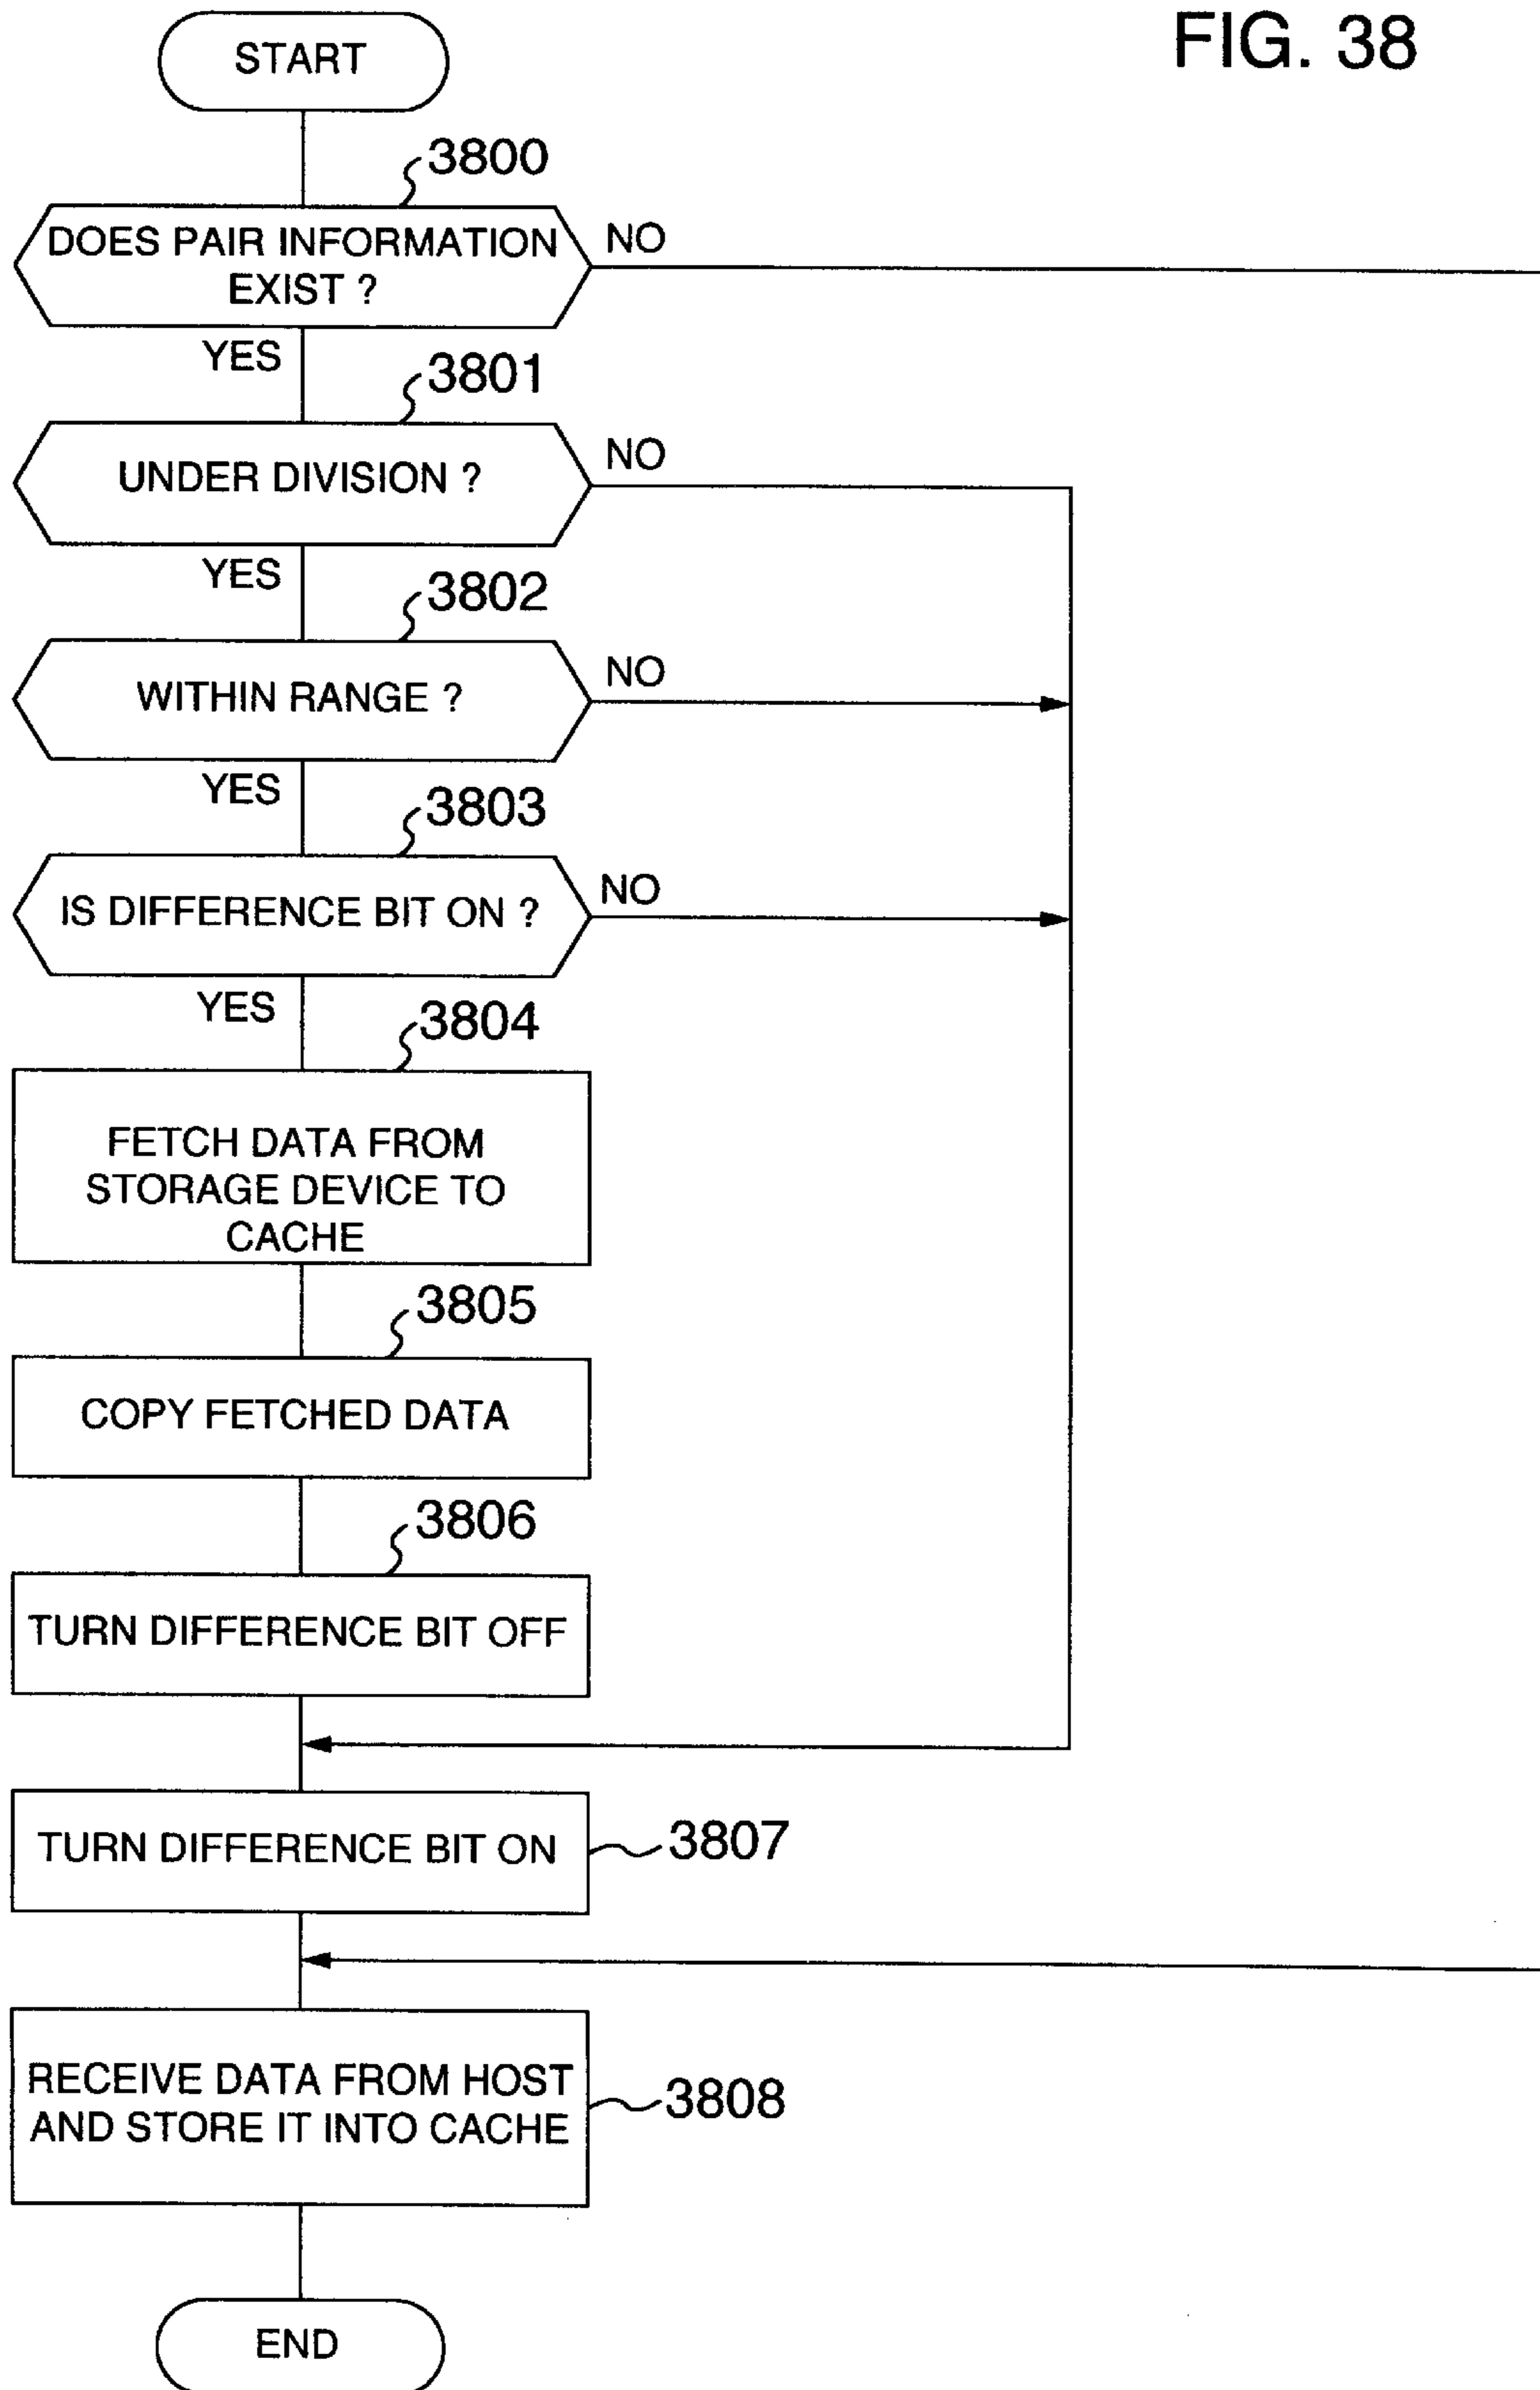 FIG. 38
START
3800
DOES PAIR INFORMATION
EXIST ?
NO
YES
3801
UNDER DIVISION ?
NO
YES
3802
WITHIN RANGE ?
NO
YES
3803
IS DIFFERENCE BIT ON ?
NO
YES
3804
FETCH DATA FROM
STORAGE DEVICE TO
CACHE
3805
COPY FETCHED DATA
3806
TURN DIFFERENCE BIT OFF
TURN DIFFERENCE BIT ON
3807
RECEIVE DATA FROM HOST
AND STORE IT INTO CACHE
3808
END